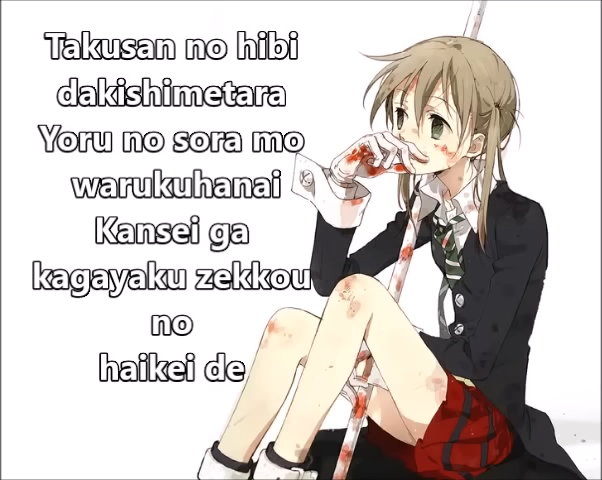 Takusan no hibi
dakishimetara
Yoru no sora mo
warukuhanai
Kansei ga
kagayaku zekkou
no
haikei de